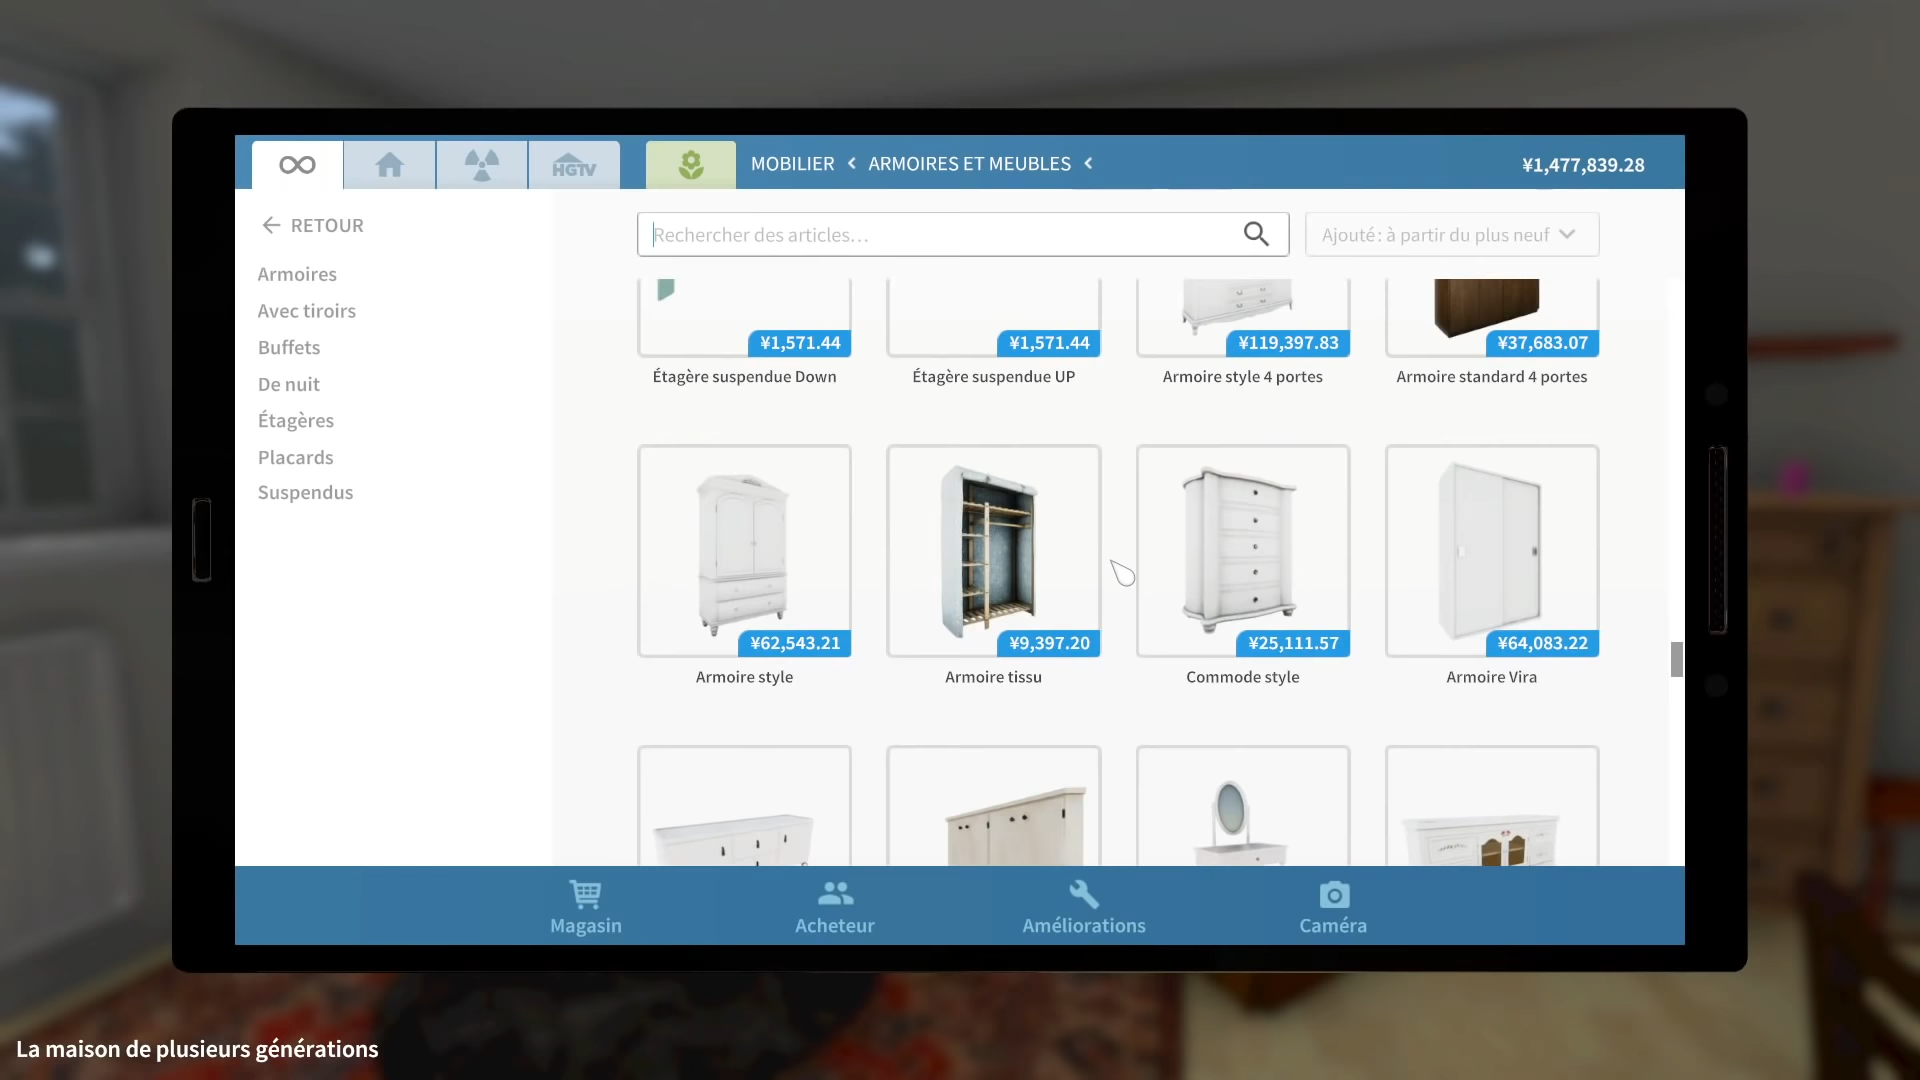 HGTV
MOBILIER < ARMOIRES ET MEUBLES <
¥1,477,839.28
RETOUR
Armoires
Avec tiroirs
Buffets
De nuit
Étagères
Placards
Suspendus
Rechercher des articles...
Ajouté : à partir du plus neuf
¥1,571.44
¥1,571.44
¥119,397.83
¥37,683.07
Étagère suspendue Down
Étagère suspendue UP
Armoire style 4 portes
Armoire standard 4 portes
¥62,543.21
¥9,397.20
¥25,111.57
¥64,083.22
Armoire style
Armoire tissu
Commode style
Armoire Vira
Magasin
Acheteur
Améliorations
Caméra
La maison de plusieurs générations